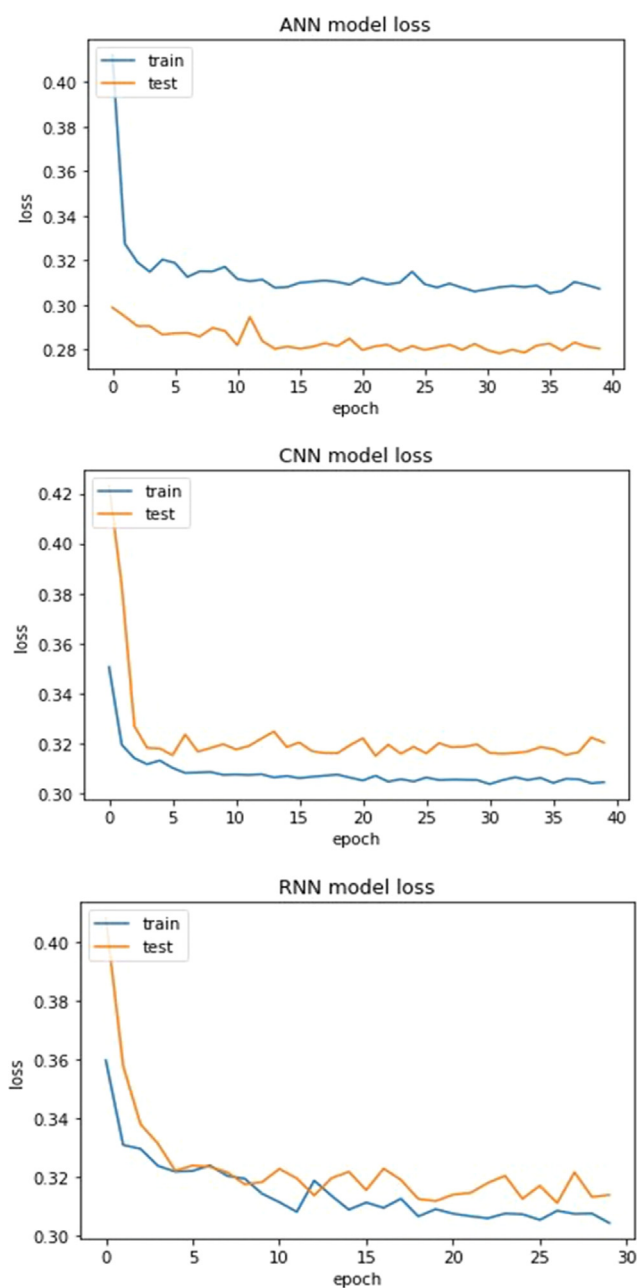 ANN model loss
train
test
0.40
0.38
0.36
0.34
0.32
0.30
0.28
loss
0 5 10 15 20 25 30 35 40
epoch
CNN model loss
train
test
0.42
0.40
0.38
0.36
0.34
0.32
0.30
loss
0 5 10 15 20 25 30 35 40
epoch
RNN model loss
train
test
0.40
0.38
0.36
0.34
0.32
0.30
loss
0 5 10 15 20 25 30
epoch